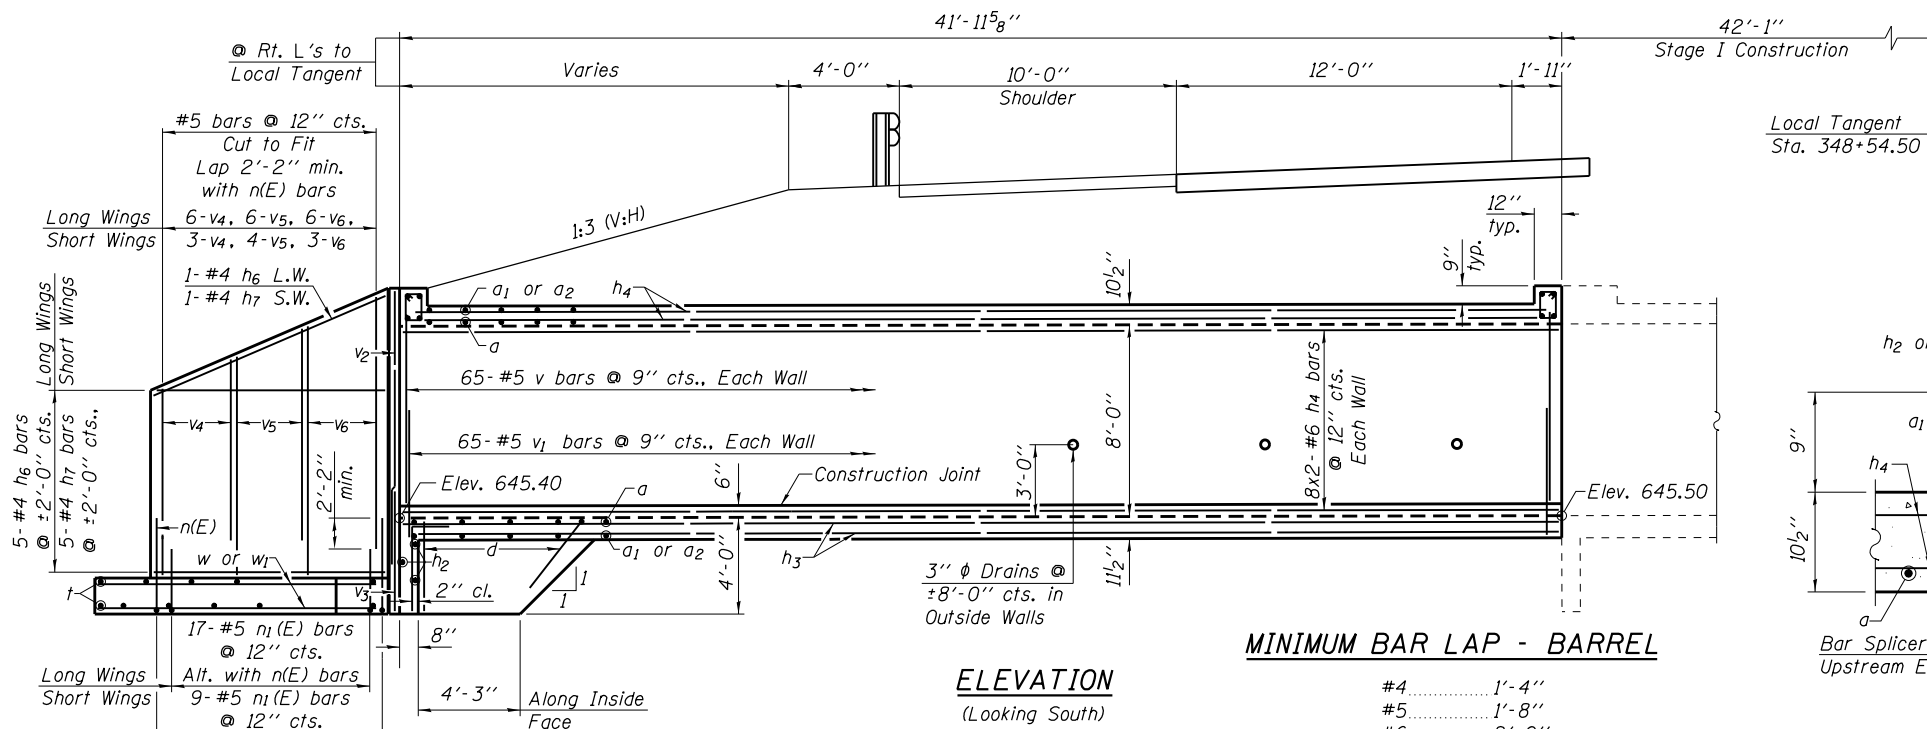 41'-11 5/8"
42'-1"
Stage I Construction
@ Rt. L's to
Local Tangent
Varies
4'-0"
10'-0"
Shoulder
12'-0"
1'-11"
Local Tangent
Sta. 348+54.50
#5 bars @ 12" cts.
Cut to Fit
Lap 2'-2" min.
with n(E) bars
Long Wings
6-v4, 6-v5, 6-v6,
Short Wings
3-v4, 4-v5, 3-v6
1-#4 h6 L.W.
1-#4 h7 S.W.
1:3 (V:H)
12"
typ.
9"
typ.
10½"
a1 or a2
h4
a
v2
Long Wings
Short Wings
5-#4 h6 bars
@ ±2'-0" cts.
5-#4 h7 bars
@ ±2'-0" cts.,
65-#5 v bars @ 9" cts., Each Wall
65-#5 v1 bars @ 9" cts., Each Wall
v4
v5
v6
2'-2"
min.
8'-0"
8x2-#6 h4 bars
@ 12" cts.
Each Wall
3'-0"
6"
Construction Joint
Elev. 645.40
Elev. 645.50
n(E)
w or w1
t
v3
h2
d
a
a1 or a2
h3
2" cl.
1
1
4'-0"
11½"
8"
4'-3"
Along Inside
Face
3" ϕ Drains @
±8'-0" cts. in
Outside Walls
17-#5 n1(E) bars
@ 12" cts.
Long Wings
Alt. with n(E) bars
Short Wings
9-#5 n1(E) bars
@ 12" cts.
ELEVATION
(Looking South)
MINIMUM BAR LAP - BARREL
#4 ............ 1'-4"
#5 ............ 1'-8"
h2
a1
9"
h4
10½"
a
Bar Splicer
Upstream